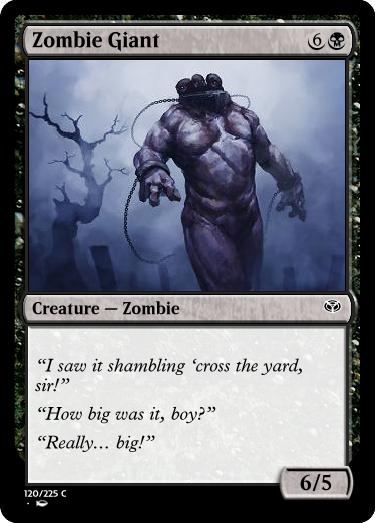 Zombie Giant 6
Creature — Zombie
“I saw it shambling ‘cross the yard,
sir!”
“How big was it, boy?”
“Really… big!”
6/5
120/225 C